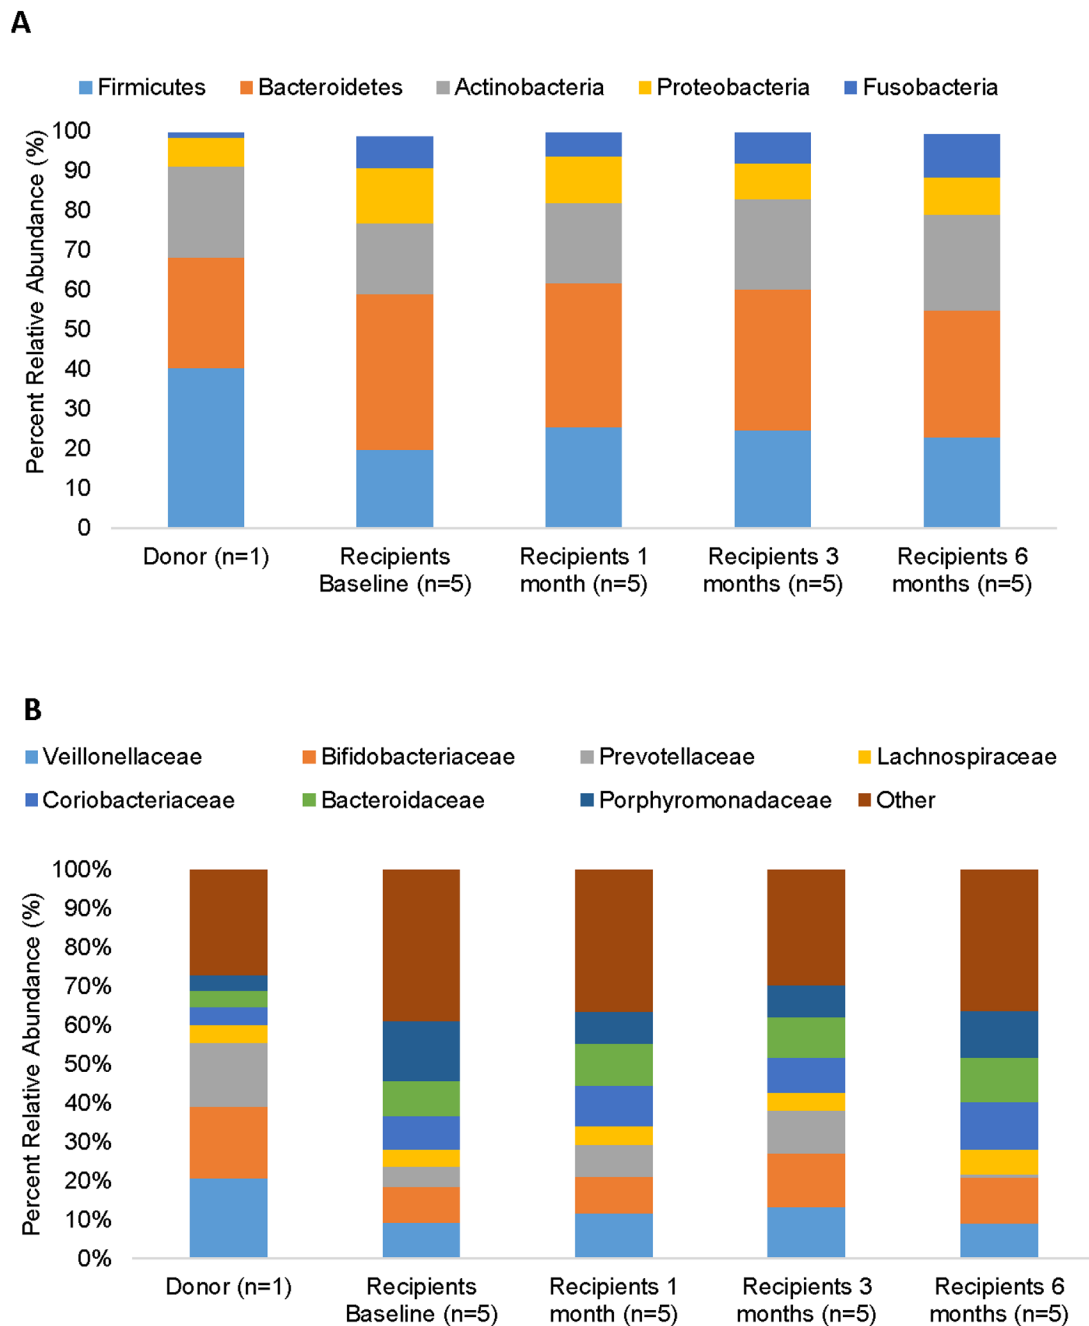 A
Firmicutes Bacteroidetes Actinobacteria Proteobacteria Fusobacteria
Percent Relative Abundance (%)
100
90
80
70
60
50
40
30
20
10
0
Donor (n=1) Recipients Baseline (n=5) Recipients 1 month (n=5) Recipients 3 months (n=5) Recipients 6 months (n=5)
B
Veillonellaceae Bifidobacteriaceae Prevotellaceae Lachnospiraceae
Coriobacteriaceae Bacteroidaceae Porphyromonadaceae Other
Percent Relative Abundance (%)
100%
90%
80%
70%
60%
50%
40%
30%
20%
10%
0%
Donor (n=1) Recipients Baseline (n=5) Recipients 1 month (n=5) Recipients 3 months (n=5) Recipients 6 months (n=5)